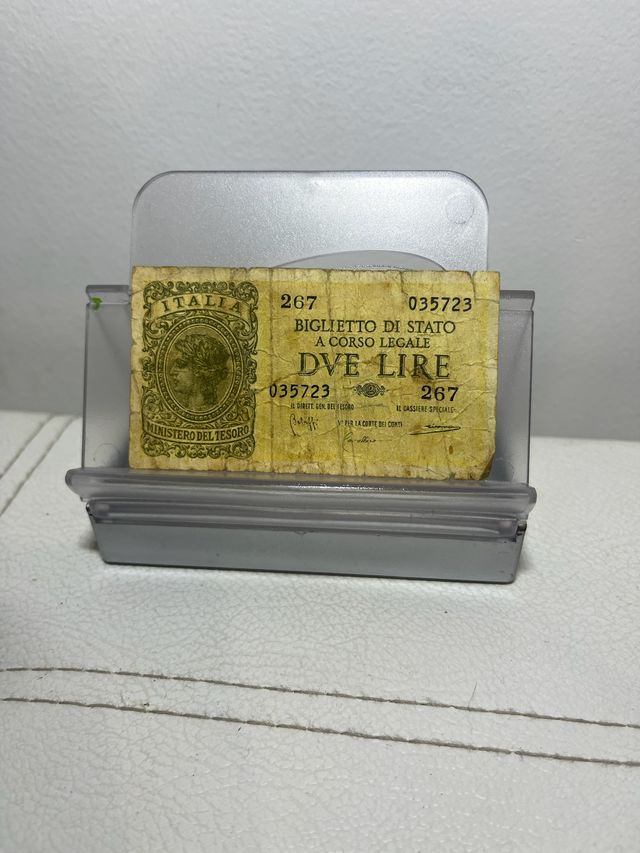 ITALIA
MINISTERO DEL TESORO
267 035723
BIGLIETTO DI STATO
A CORSO LEGALE
DVE LIRE
035723 267
IL DIRETT. GEN. DEL TESORO IL CASSIERE SPECIALE
Vº PER LA CORTE DEI CONTI